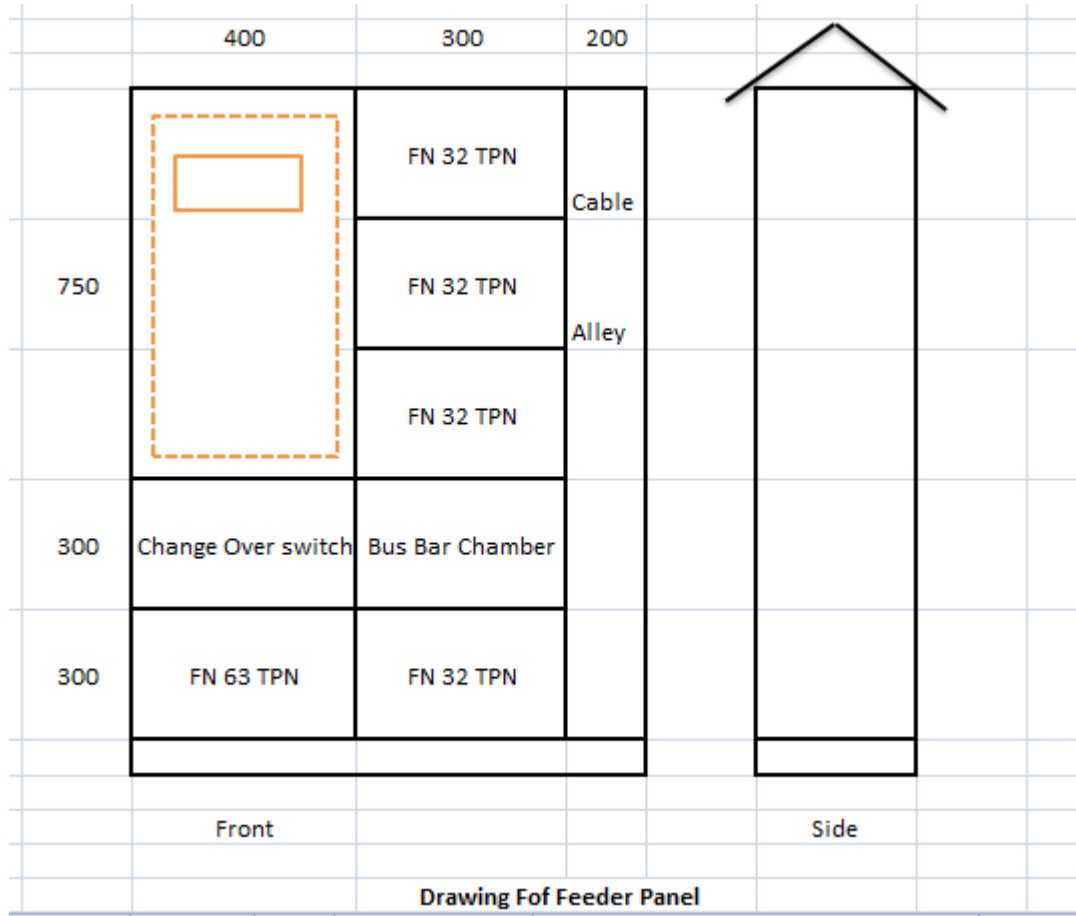 400 300 200
FN 32 TPN
Cable
750 FN 32 TPN
Alley
FN 32 TPN
300 Change Over switch Bus Bar Chamber
300 FN 63 TPN FN 32 TPN
Front Side
Drawing Fof Feeder Panel